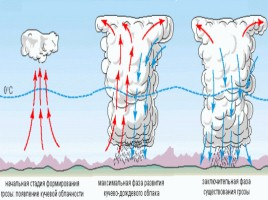 0°C
начальная стадия формирования
грозы: появление кучевой облачности
максимальная фаза развития
кучево-дождевого облака
заключительная фаза
существования грозы